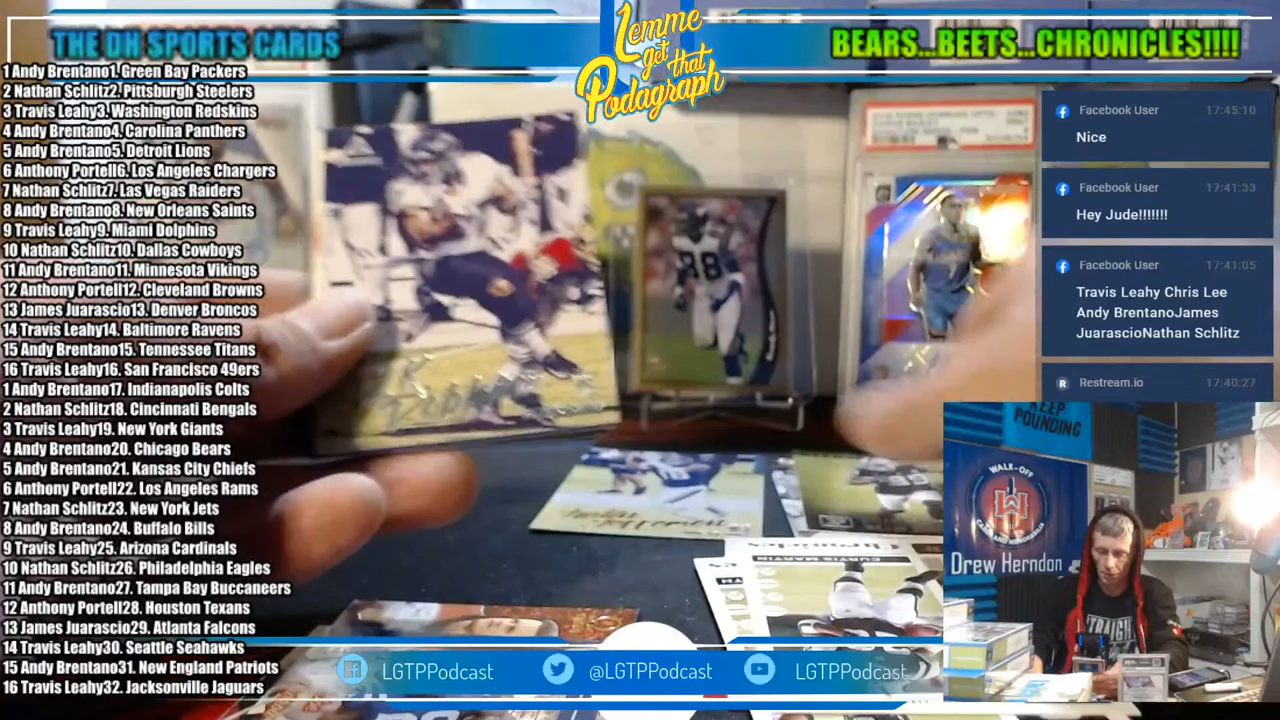 THE DH SPORTS CARDS
Lemme
get
that
Podagraph
BEARS...BEETS...CHRONICLES!!!!
1 Andy Brentano1. Green Bay Packers
2 Nathan Schlitz2. Pittsburgh Steelers
3 Travis Leahy3. Washington Redskins
4 Andy Brentano4. Carolina Panthers
5 Andy Brentano5. Detroit Lions
6 Anthony Portell6. Los Angeles Chargers
7 Nathan Schlitz7. Las Vegas Raiders
8 Andy Brentano8. New Orleans Saints
9 Travis Leahy9. Miami Dolphins
10 Nathan Schlitz10. Dallas Cowboys
11 Andy Brentano11. Minnesota Vikings
12 Anthony Portell12. Cleveland Browns
13 James Juarascio13. Denver Broncos
14 Travis Leahy14. Baltimore Ravens
15 Andy Brentano15. Tennessee Titans
16 Travis Leahy16. San Francisco 49ers
1 Andy Brentano17. Indianapolis Colts
2 Nathan Schlitz18. Cincinnati Bengals
3 Travis Leahy19. New York Giants
4 Andy Brentano20. Chicago Bears
5 Andy Brentano21. Kansas City Chiefs
6 Anthony Portell22. Los Angeles Rams
7 Nathan Schlitz23. New York Jets
8 Andy Brentano24. Buffalo Bills
9 Travis Leahy25. Arizona Cardinals
10 Nathan Schlitz26. Philadelphia Eagles
11 Andy Brentano27. Tampa Bay Buccaneers
12 Anthony Portell28. Houston Texans
13 James Juarascio29. Atlanta Falcons
14 Travis Leahy30. Seattle Seahawks
15 Andy Brentano31. New England Patriots
16 Travis Leahy32. Jacksonville Jaguars
88
Chronicles
CURTIS MARTIN
Facebook User 17:45:10
Nice
Facebook User 17:41:33
Hey Jude!!!!!!!
Facebook User 17:41:05
Travis Leahy Chris Lee
Andy BrentanoJames
JuarascioNathan Schlitz
Restream.io 17:40:27
KEEP
POUNDING
WALK-OFF
Drew Herndon
STRAIGH
LGTPPodcast
@LGTPPodcast
LGTPPodcast